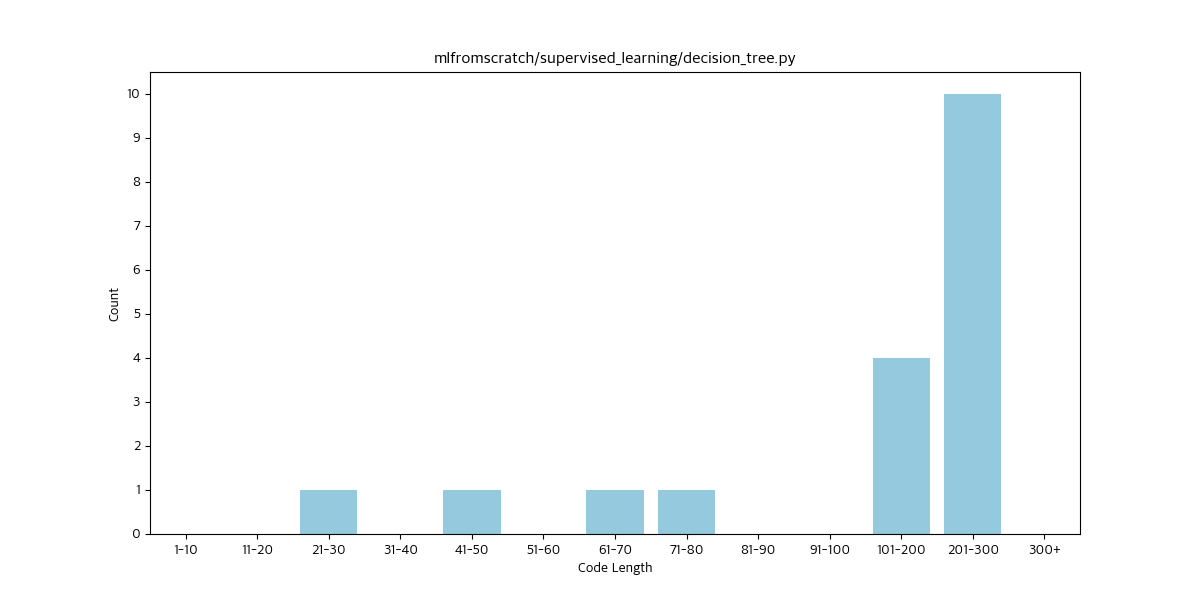 mlfromscratch/supervised_learning/decision_tree.py
10
9
8
7
6
5
4
3
2
1
0
Count
1-10 11-20 21-30 31-40 41-50 51-60 61-70 71-80 81-90 91-100 101-200 201-300 300+
Code Length